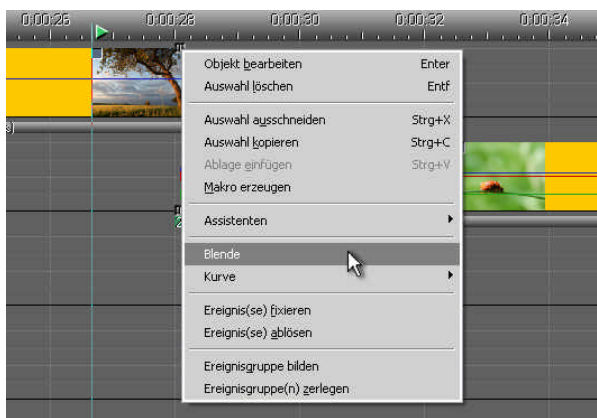 0:00:26 0:00:28 0:00:30 0:00:32 0:00:34
Objekt bearbeiten Enter
Auswahl löschen Entf
Auswahl ausschneiden Strg+X
Auswahl kopieren Strg+C
Ablage einfügen Strg+V
Makro erzeugen
Assistenten
Blende
Kurve
Ereignis(se) fixieren
Ereignis(se) ablösen
Ereignisgruppe bilden
Ereignisgruppe(n) zerlegen